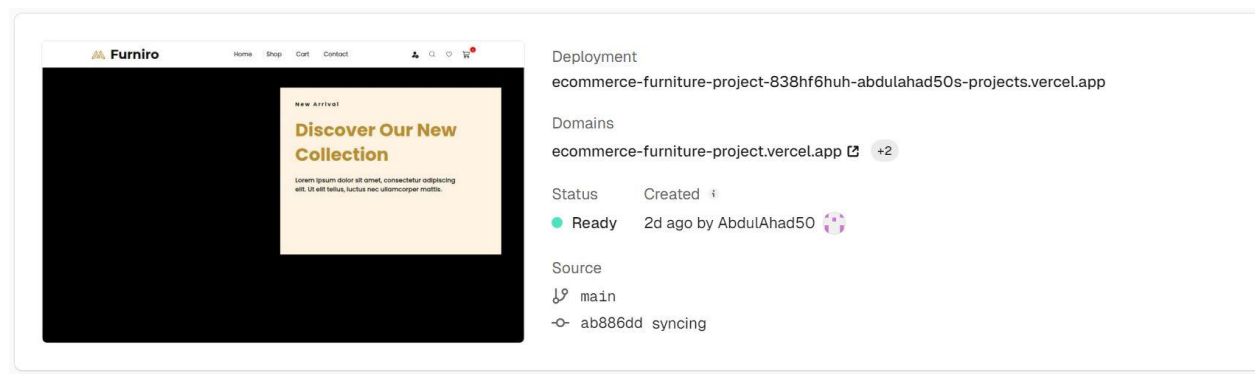 Furniro
Home Shop Cart Contact
New Arrival
Discover Our New
Collection
Lorem ipsum dolor sit amet, consectetur adipiscing
elit. Ut elit tellus, luctus nec ullamcorper mattis.
Deployment
ecommerce-furniture-project-838hf6huh-abdulahad50s-projects.vercel.app
Domains
ecommerce-furniture-project.vercel.app +2
Status Created i
Ready 2d ago by AbdulAhad50
Source
main
ab886dd syncing